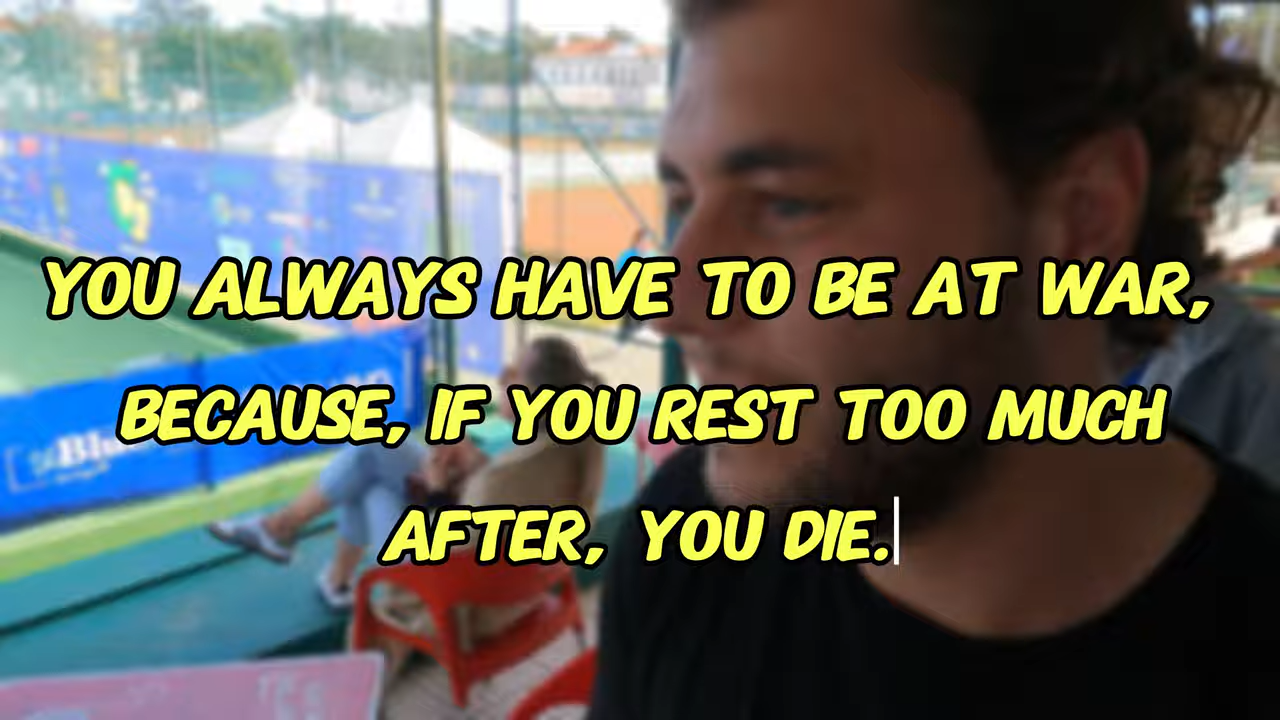 YOU ALWAYS HAVE TO BE AT WAR,
BECAUSE, IF YOU REST TOO MUCH
AFTER, YOU DIE.